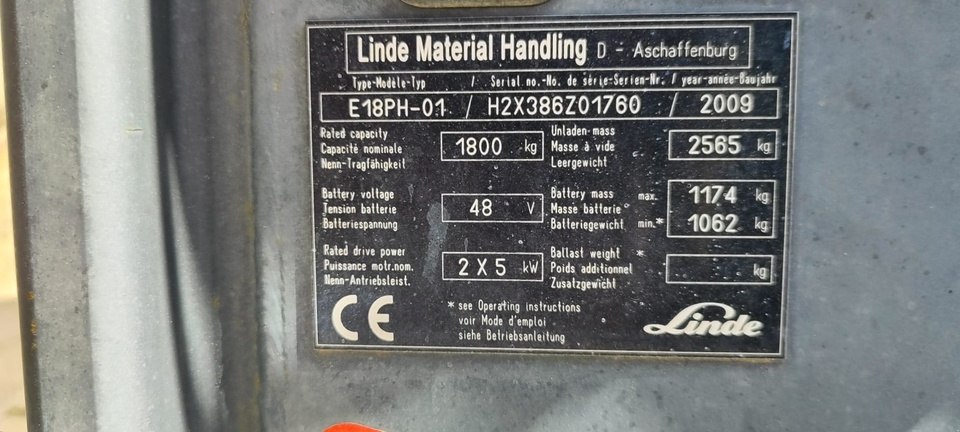 Linde Material Handling D - Aschaffenburg
Type-Modèle-Typ / Serial no.-No. de série-Serien-Nr. / year-année-Baujahr
E18PH-01 / H2X386Z01760 / 2009
Rated capacity
Capacité nominale 1800 kg
Nenn-Tragfähigkeit
Unladen mass
Masse à vide 2565 kg
Leergewicht
Battery voltage
Tension batterie 48 V
Batteriespannung
Battery mass max. 1174 kg
Masse batterie
Batteriegewicht min.* 1062 kg
Rated drive power
Puissance motr.nom. 2 X 5 kW
Nenn-Antriebsleist.
Ballast weight *
Poids additionnel kg
Zusatzgewicht
CE
* see Operating instructions
voir Mode d'emploi
siehe Betriebsanleitung
Linde